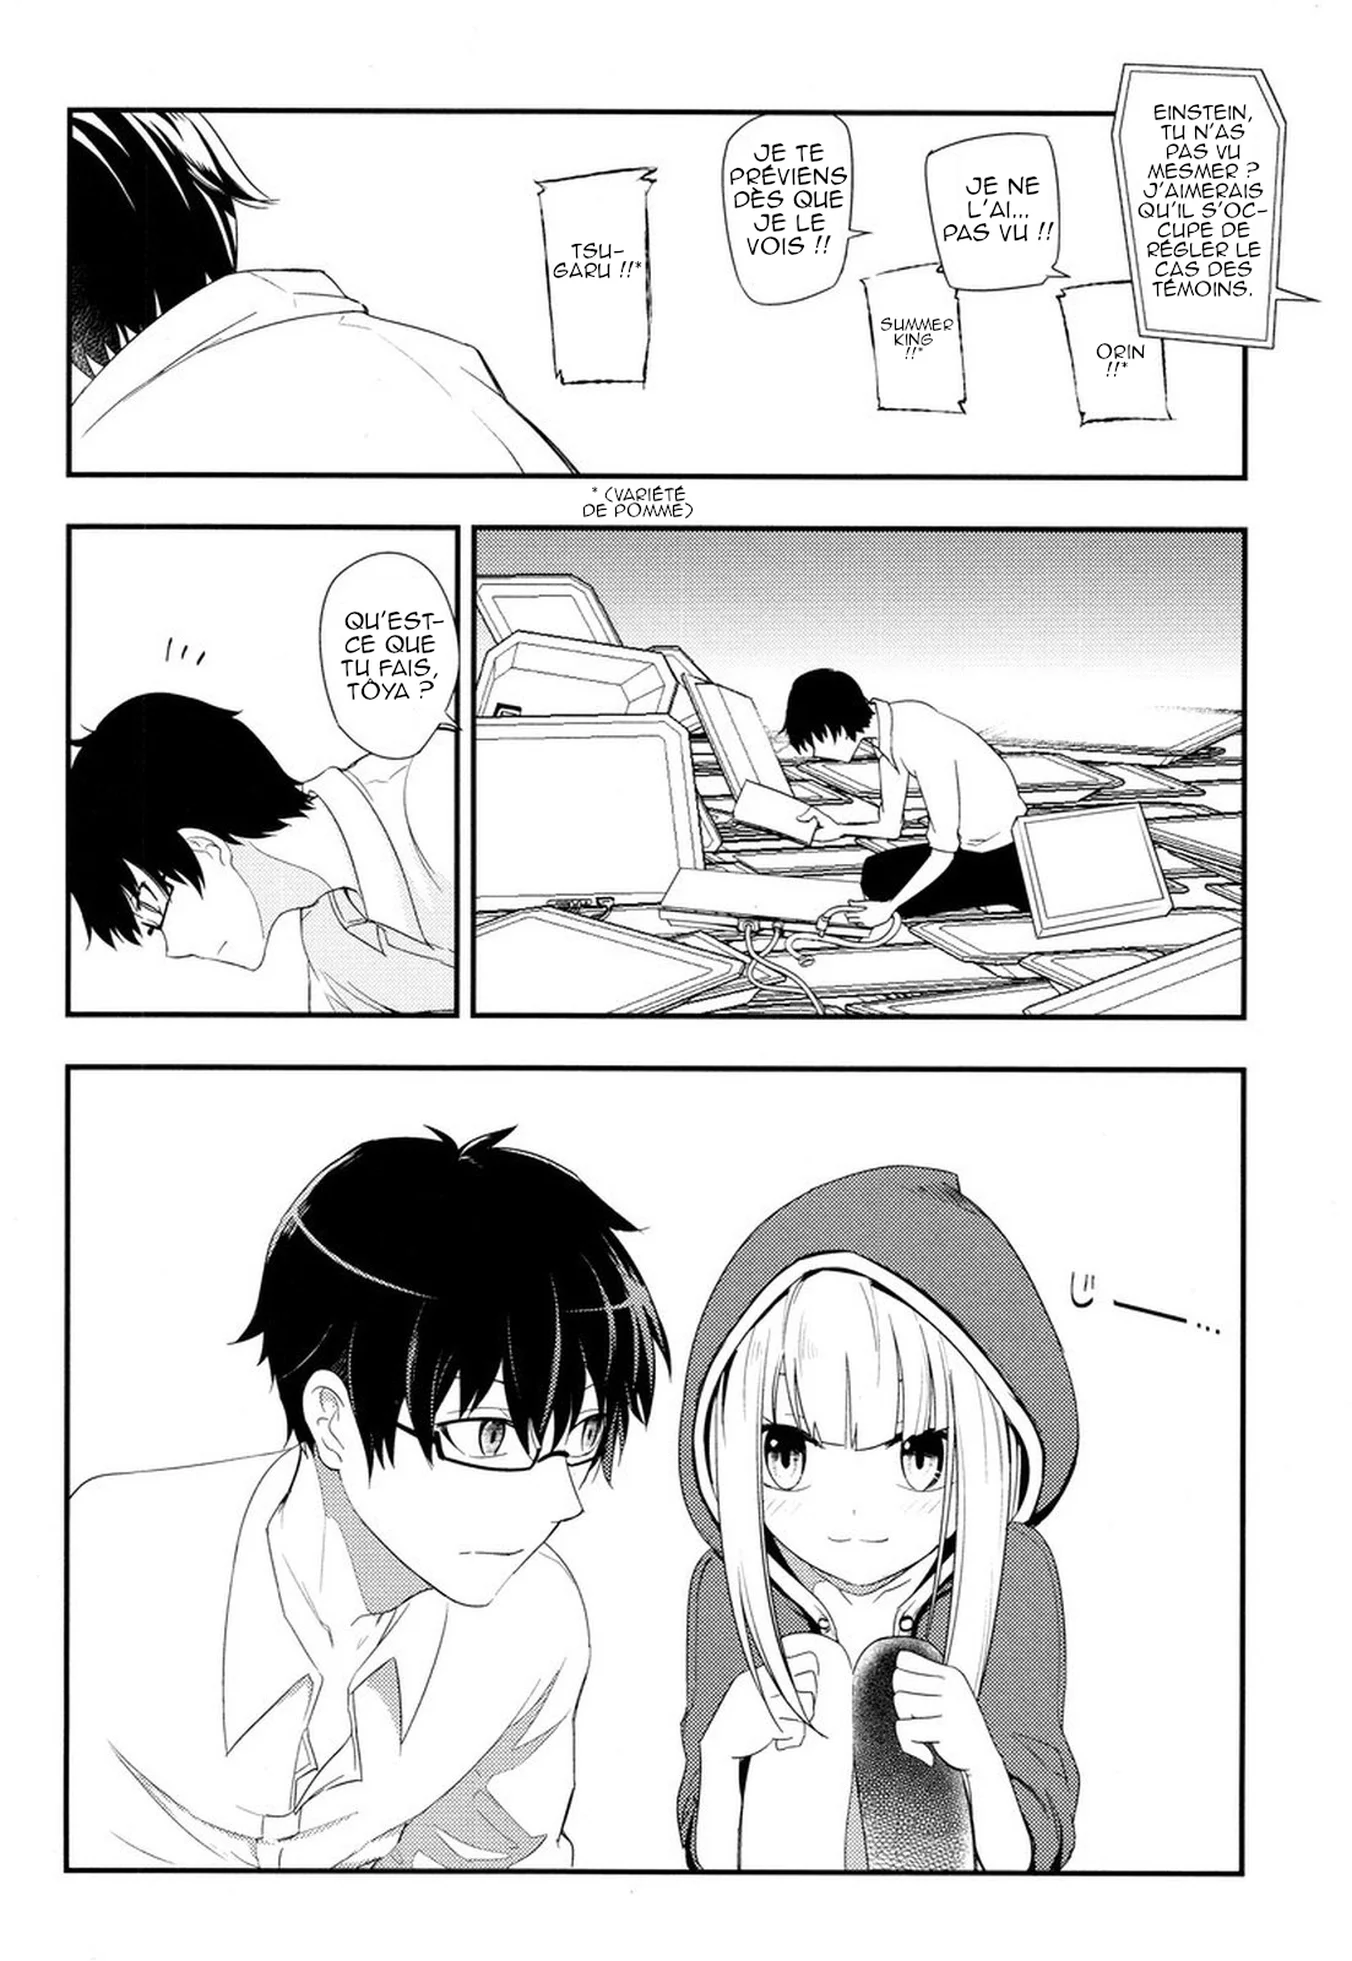 EINSTEIN,
TU N'AS
PAS VU
MESMER ?
J'AIMERAIS
QU'IL S'OC-
CUPE DE
RÉGLER LE
CAS DES
TÉMOINS.
ORIN
!!*
JE NE
L'AI...
PAS VU !!
SUMMER
KING
!!*
JE TE
PRÉVIENS
DÈS QUE
JE LE
VOIS !!
TSU-
GARU !!*
* (VARIÉTÉ
DE POMME)
QU'EST-
CE QUE
TU FAIS,
TÔYA ?
じー...